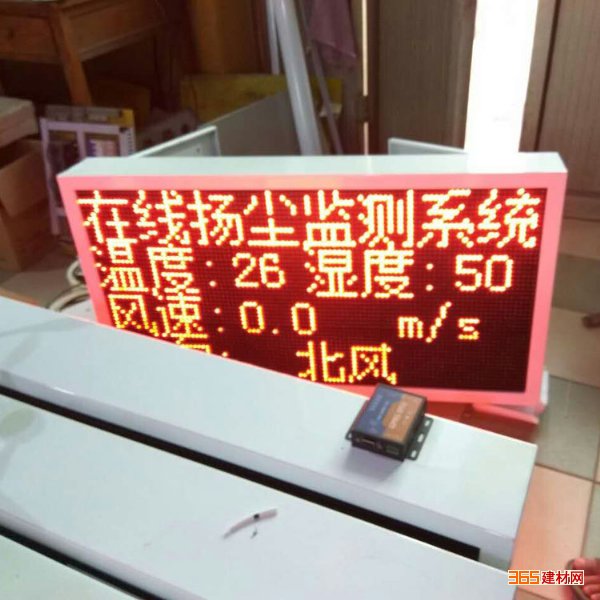 在线扬尘监测系统
温度:26 湿度:50
风速:0.0 m/s
北风
365建材网